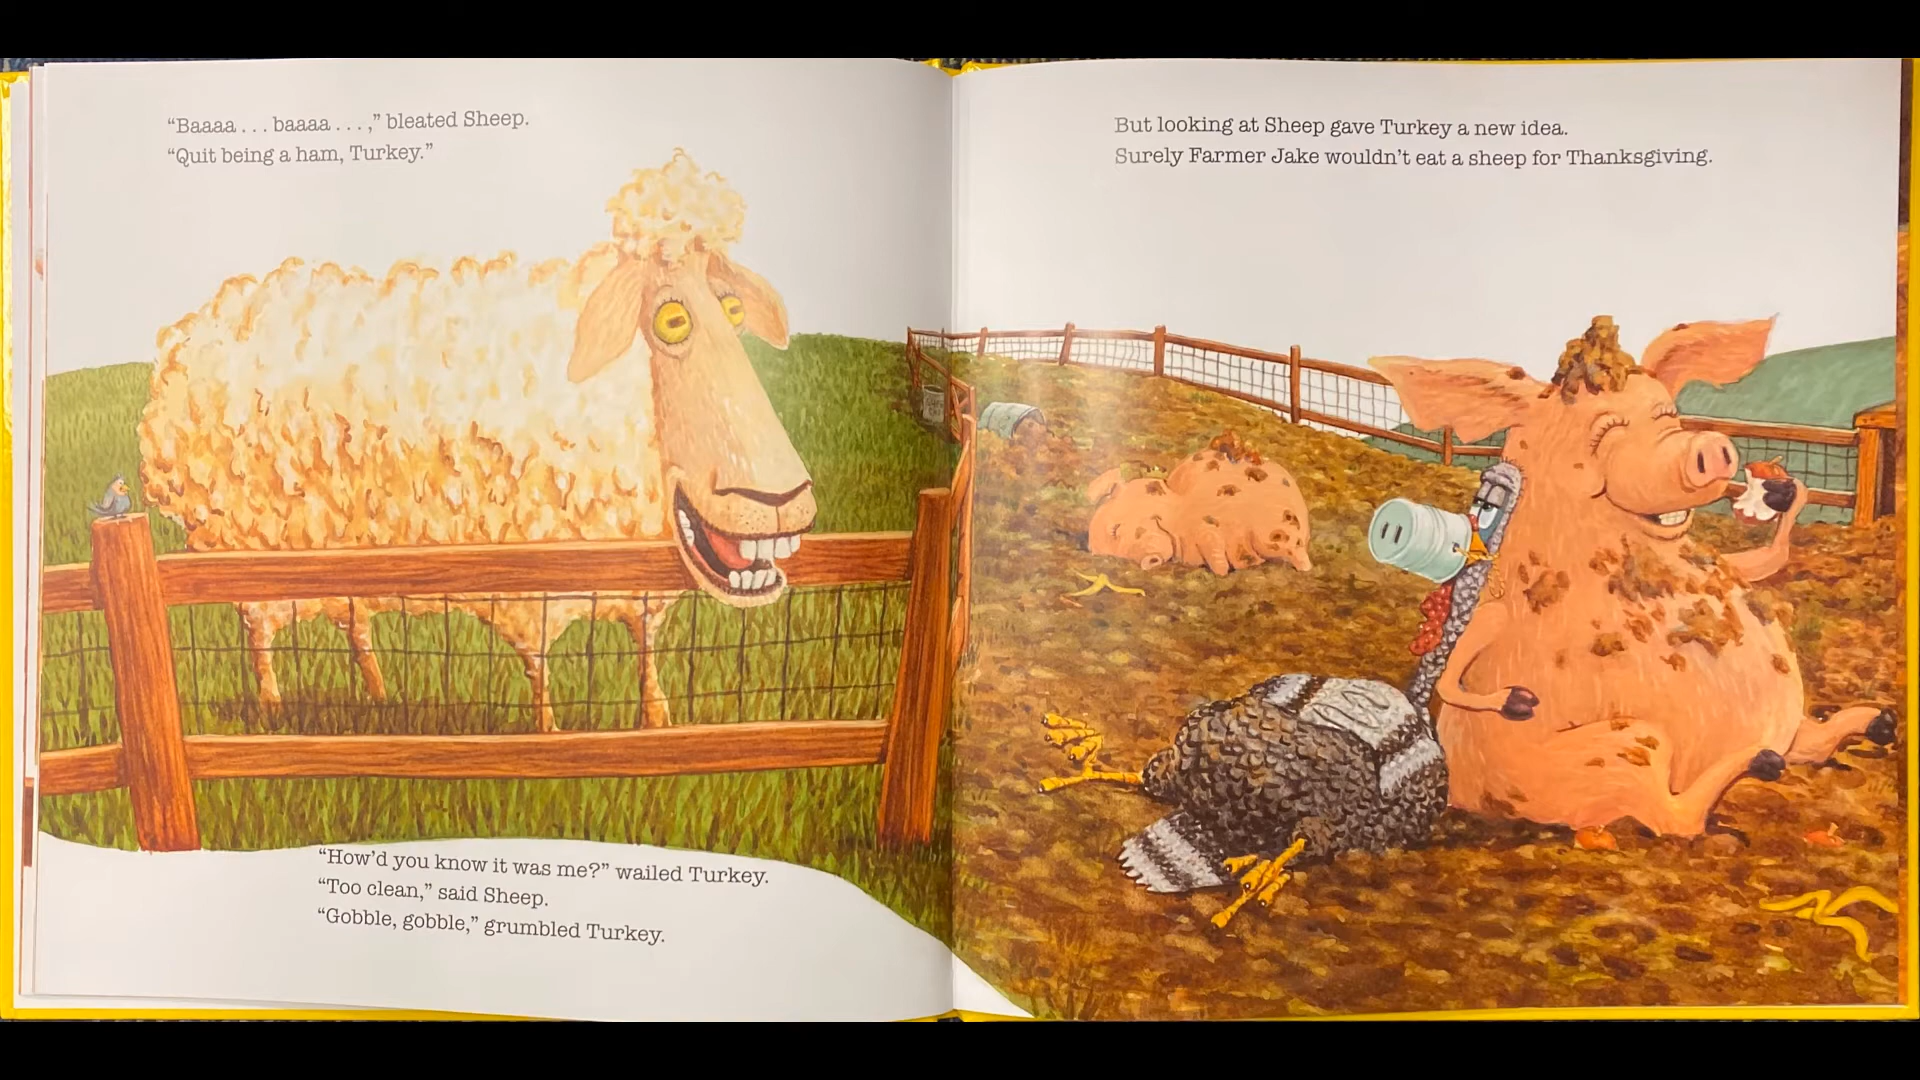 “Baaaa . . . baaaa . . . ,” bleated Sheep.
“Quit being a ham, Turkey.”
“How’d you know it was me?” wailed Turkey.
“Too clean,” said Sheep.
“Gobble, gobble,” grumbled Turkey.
But looking at Sheep gave Turkey a new idea.
Surely Farmer Jake wouldn’t eat a sheep for Thanksgiving.